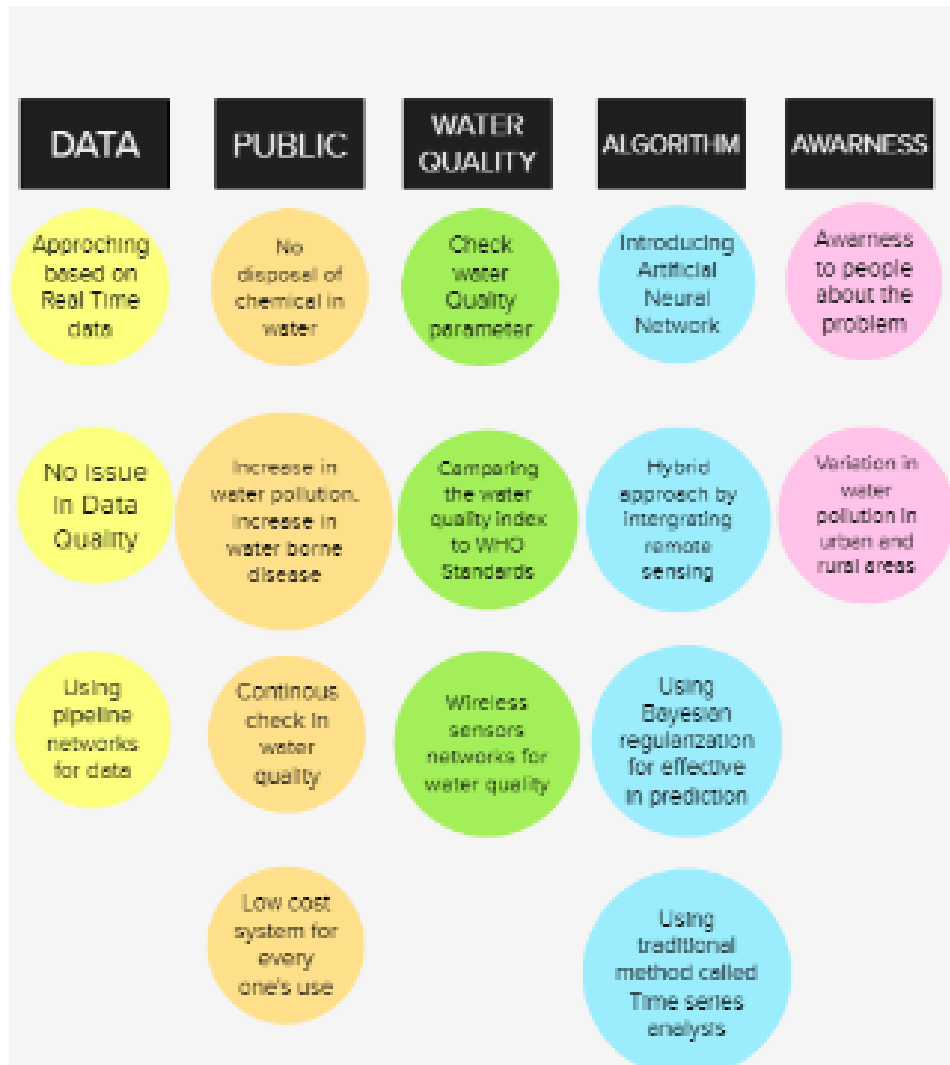 DATA
Approching
based on
Real Time
data
No Issue
In Data
Quality
Using
pipeline
networks
for data
PUBLIC
No
disposal of
chemical in
water
Increase in
water pollution.
Increase in
water borne
disease
Continous
check in
water
quality
Low cost
system for
every
one's use
WATER
QUALITY
Check
water
Quality
parameter
Comparing
the water
quality index
to WHO
Standards
Wireless
sensors
networks for
water quality
ALGORITHM
Introducing
Artificial
Neural
Network
Hybrid
approach by
intergrating
remote
sensing
Using
Bayesian
regularization
for effective
in prediction
Using
traditional
method called
Time series
analysis
AWARNESS
Awarness
to people
about the
problem
Variation in
water
pollution in
urban and
rural areas